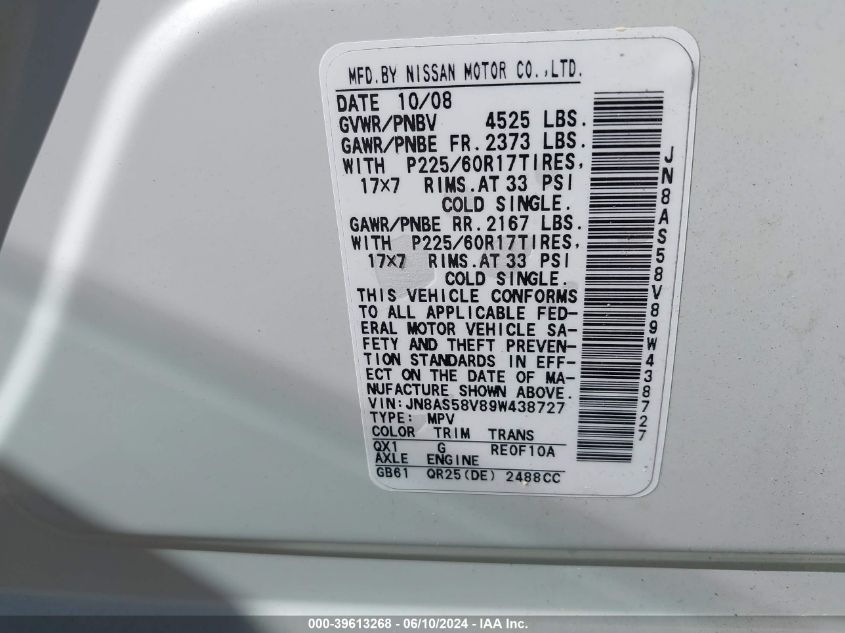 MFD.BY NISSAN MOTOR CO.,LTD.
DATE 10/08
GVWR/PNBV 4525 LBS.
GAWR/PNBE FR. 2373 LBS.
WITH P225/60R17TIRES,
17×7 RIMS.AT 33 PSI
COLD SINGLE.
GAWR/PNBE RR. 2167 LBS.
WITH P225/60R17TIRES,
17×7 RIMS.AT 33 PSI
COLD SINGLE.
THIS VEHICLE CONFORMS
TO ALL APPLICABLE FED-
ERAL MOTOR VEHICLE SA-
FETY AND THEFT PREVEN-
TION STANDARDS IN EFF-
ECT ON THE DATE OF MA-
NUFACTURE SHOWN ABOVE.
VIN:JN8AS58V89W438727
TYPE: MPV
COLOR TRIM TRANS
QX1 G RE0F10A
AXLE ENGINE
GB61 QR25(DE) 2488CC
JN8AS58V89W438727
000-39613268 - 06/10/2024 - IAA Inc.